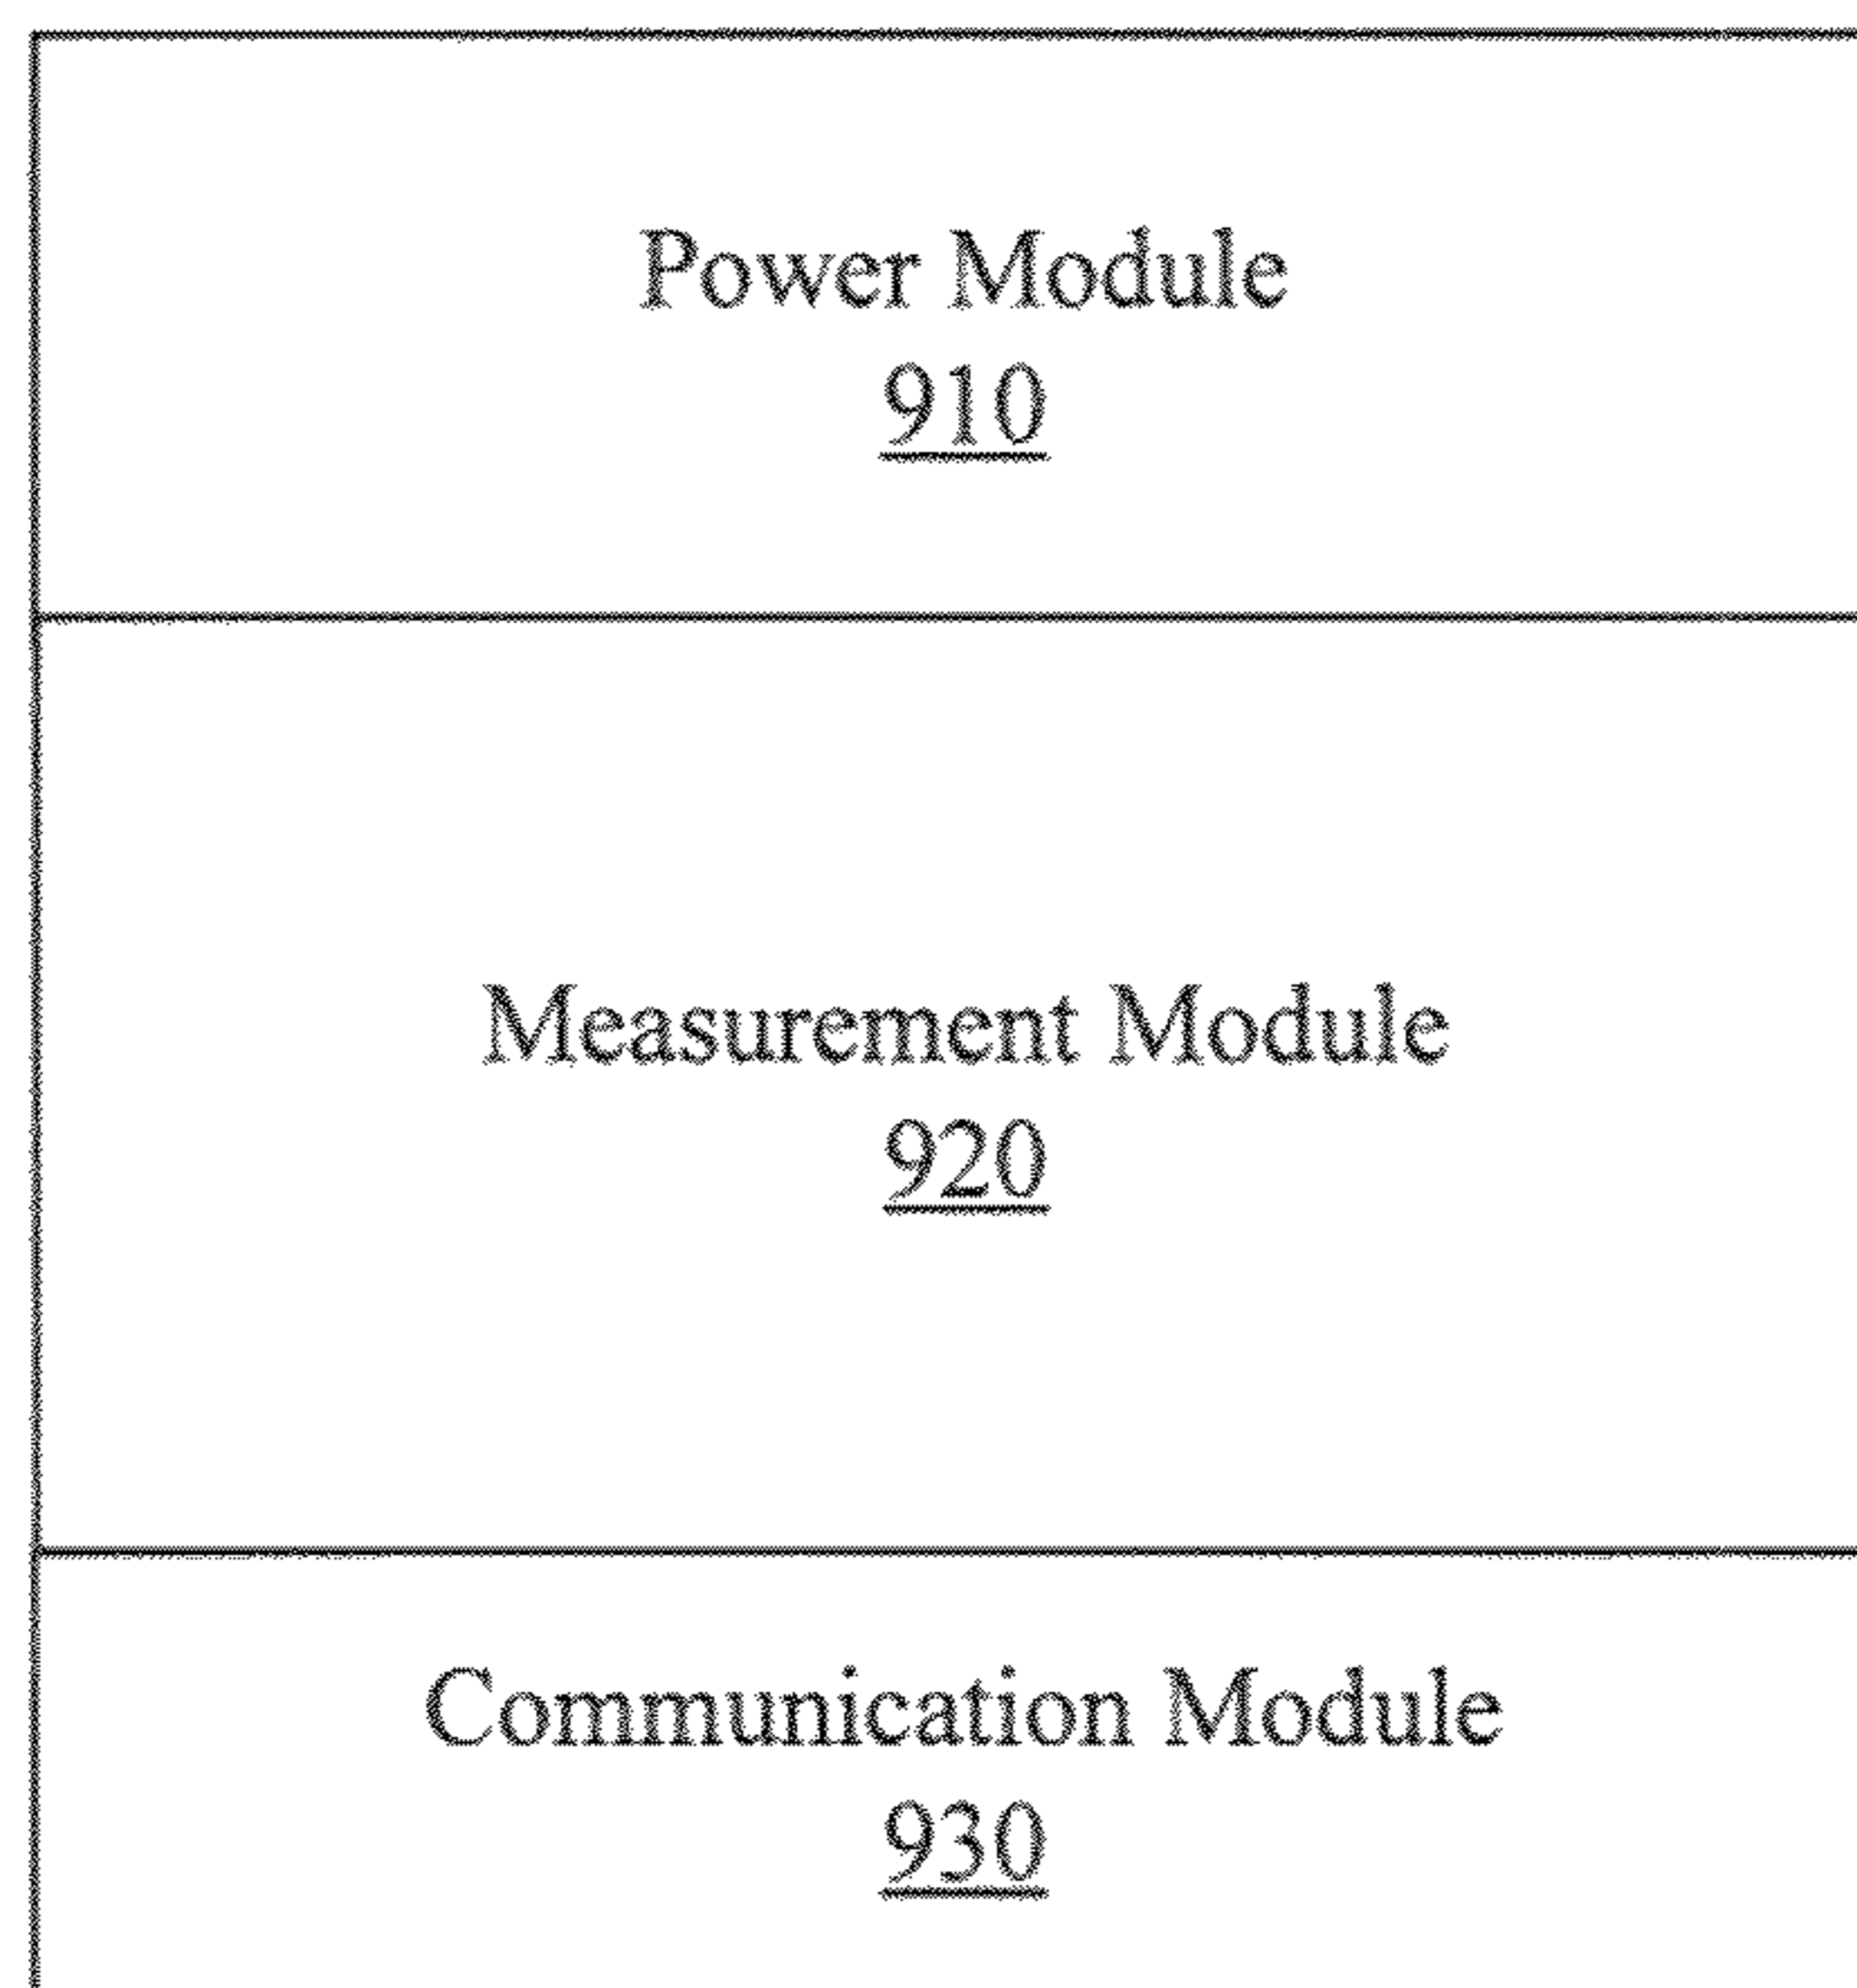 Power Module
910
Measurement Module
920
Communication Module
930